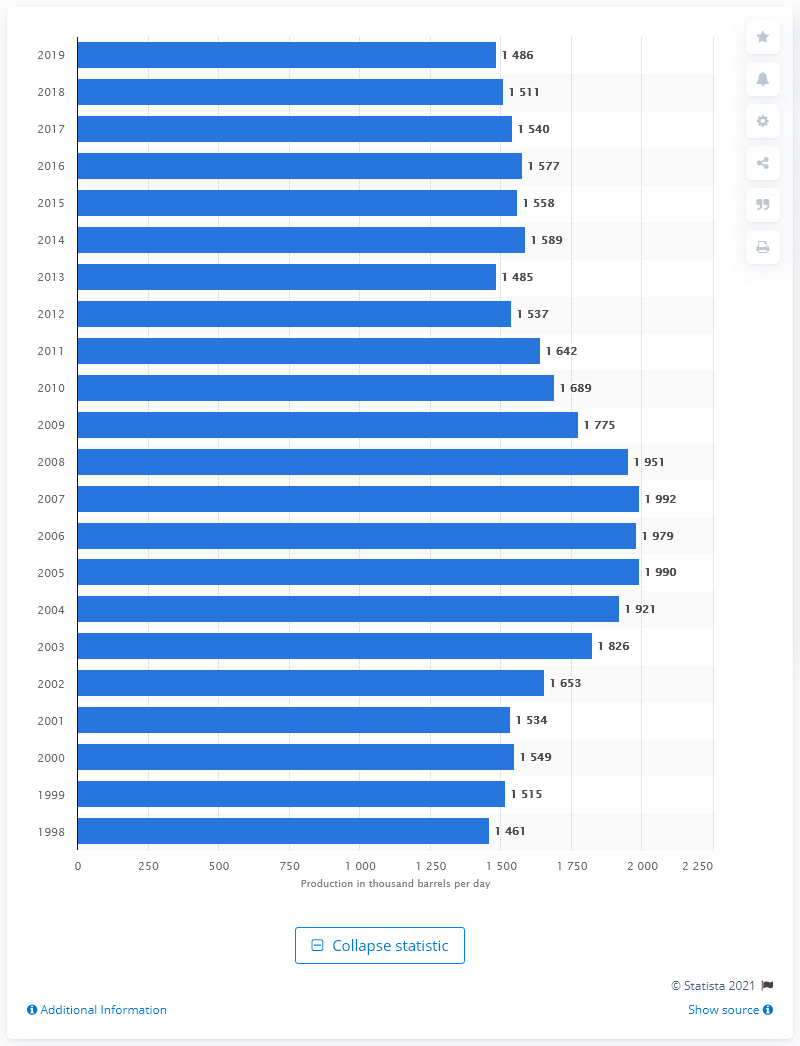 2019 1 486
2018 1 511
2017 1 540
2016 1 577
2015 1 558
2014 1 589
2013 1 485
2012 1 537
2011 1 642
2010 1 689
2009 1 775
2008 1 951
2007 1 992
2006 1 979
2005 1 990
2004 1 921
2003 1 826
2002 1 653
2001 1 534
2000 1 549
1999 1 515
1998 1 461
0 250 500 750 1 000 1 250 1 500 1 750 2 000 2 250
Production in thousand barrels per day
Collapse statistic
© Statista 2021
Additional Information Show source